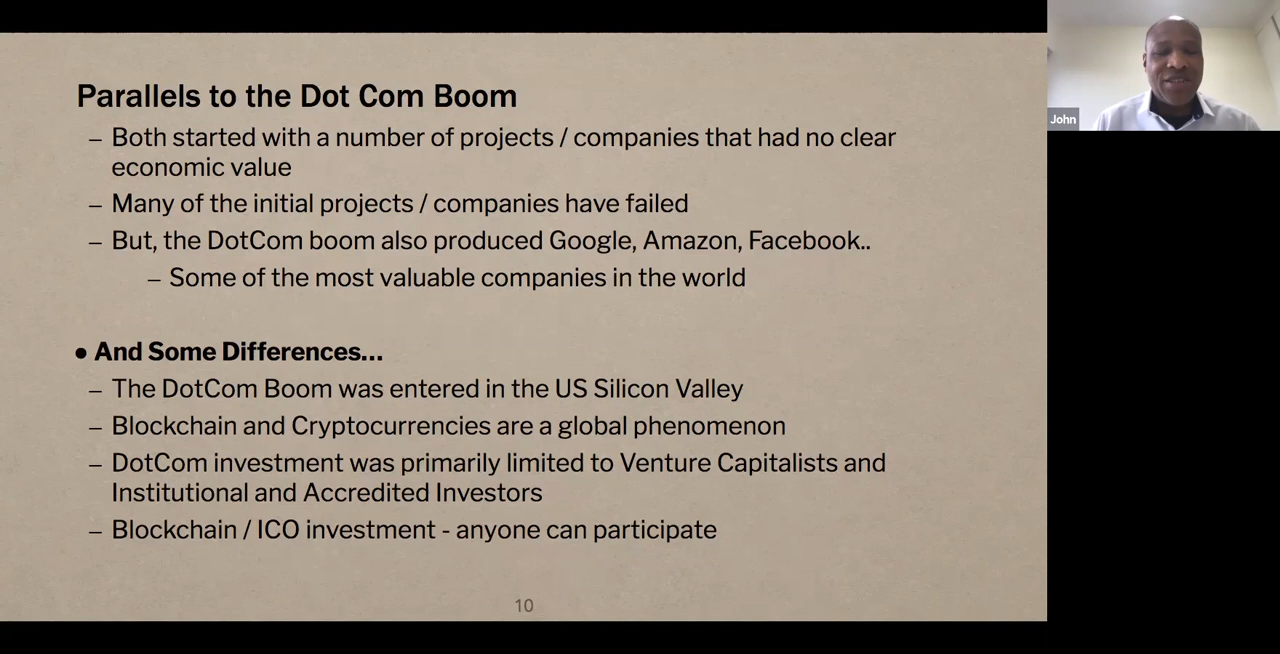 Parallels to the Dot Com Boom
– Both started with a number of projects / companies that had no clear
economic value
– Many of the initial projects / companies have failed
– But, the DotCom boom also produced Google, Amazon, Facebook..
– Some of the most valuable companies in the world
● And Some Differences...
– The DotCom Boom was entered in the US Silicon Valley
– Blockchain and Cryptocurrencies are a global phenomenon
– DotCom investment was primarily limited to Venture Capitalists and
Institutional and Accredited Investors
– Blockchain / ICO investment - anyone can participate
10
John